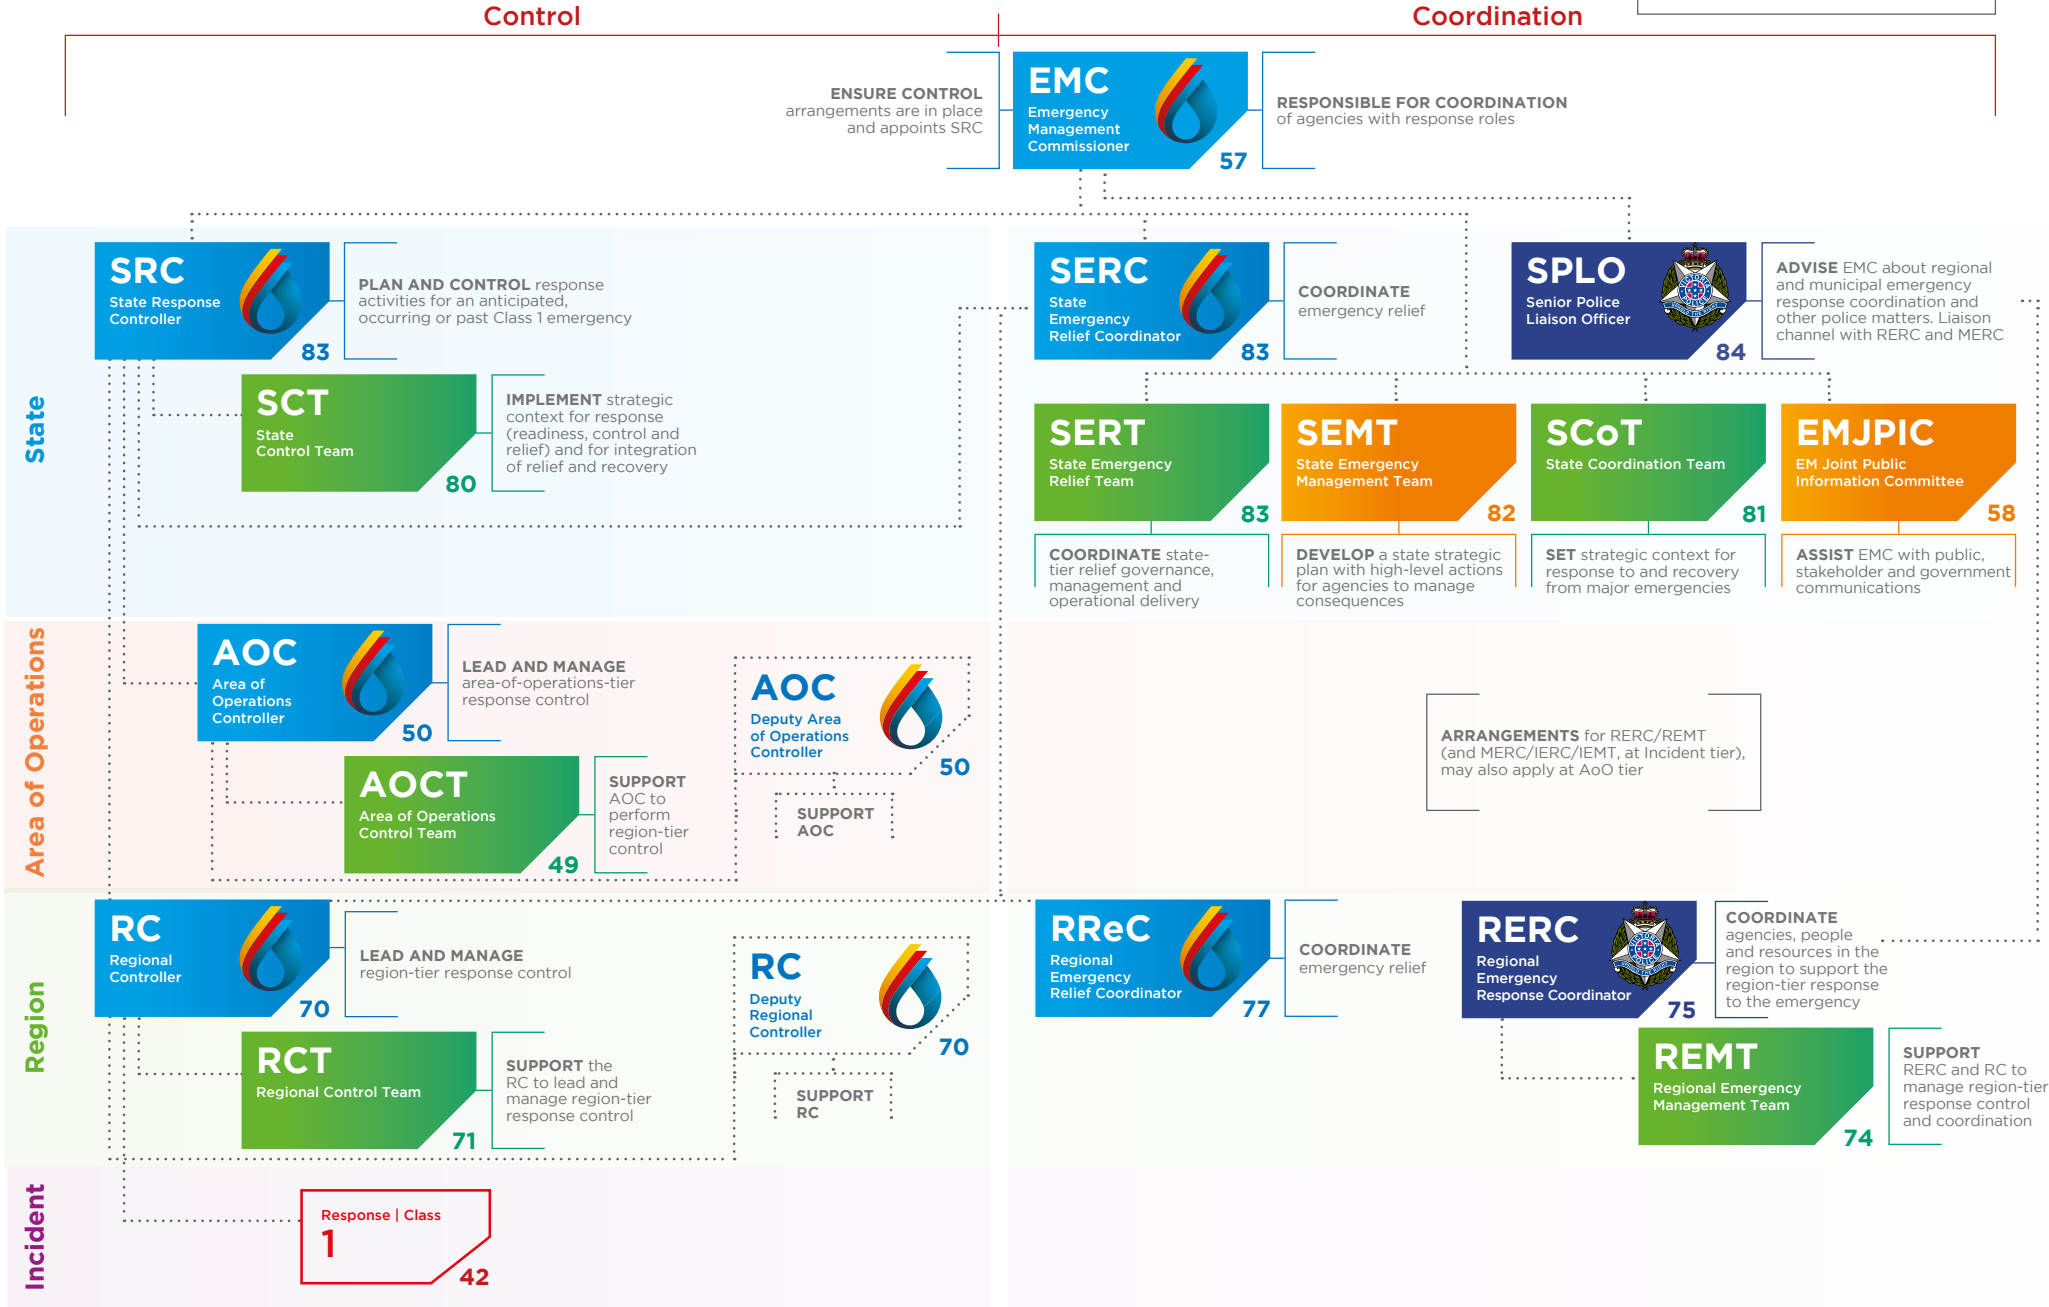 Control
Coordination
ENSURE CONTROL
arrangements are in place
and appoints SRC
EMC
Emergency
Management
Commissioner
57
RESPONSIBLE FOR COORDINATION
of agencies with response roles
State
SRC
State Response
Controller
83
PLAN AND CONTROL response
activities for an anticipated,
occurring or past Class 1 emergency
SCT
State
Control Team
80
IMPLEMENT strategic
context for response
(readiness, control and
relief) and for integration
of relief and recovery
SERC
State
Emergency
Relief Coordinator
83
COORDINATE
emergency relief
SPLO
Senior Police
Liaison Officer
84
ADVISE EMC about regional
and municipal emergency
response coordination and
other police matters. Liaison
channel with RERC and MERC
SERT
State Emergency
Relief Team
83
COORDINATE state-
tier relief governance,
management and
operational delivery
SEMT
State Emergency
Management Team
82
DEVELOP a state strategic
plan with high-level actions
for agencies to manage
consequences
SCoT
State Coordination Team
81
SET strategic context for
response to and recovery
from major emergencies
EMJPIC
EM Joint Public
Information Committee
58
ASSIST EMC with public,
stakeholder and government
communications
Area of Operations
AOC
Area of
Operations
Controller
50
LEAD AND MANAGE
area-of-operations-tier
response control
AOCT
Area of Operations
Control Team
49
SUPPORT
AOC to
perform
region-tier
control
AOC
Deputy Area
of Operations
Controller
50
SUPPORT
AOC
ARRANGEMENTS for RERC/REMT
(and MERC/IERC/IEMT, at Incident tier),
may also apply at AoO tier
Region
RC
Regional
Controller
70
LEAD AND MANAGE
region-tier response control
RCT
Regional Control Team
71
SUPPORT the
RC to lead and
manage region-tier
response control
RC
Deputy
Regional
Controller
70
SUPPORT
RC
RReC
Regional
Emergency
Relief Coordinator
77
COORDINATE
emergency relief
RERC
Regional
Emergency
Response Coordinator
75
COORDINATE
agencies, people
and resources in the
region to support the
region-tier response
to the emergency
REMT
Regional Emergency
Management Team
74
SUPPORT
RERC and RC to
manage region-tier
response control
and coordination
Incident
Response | Class
1
42